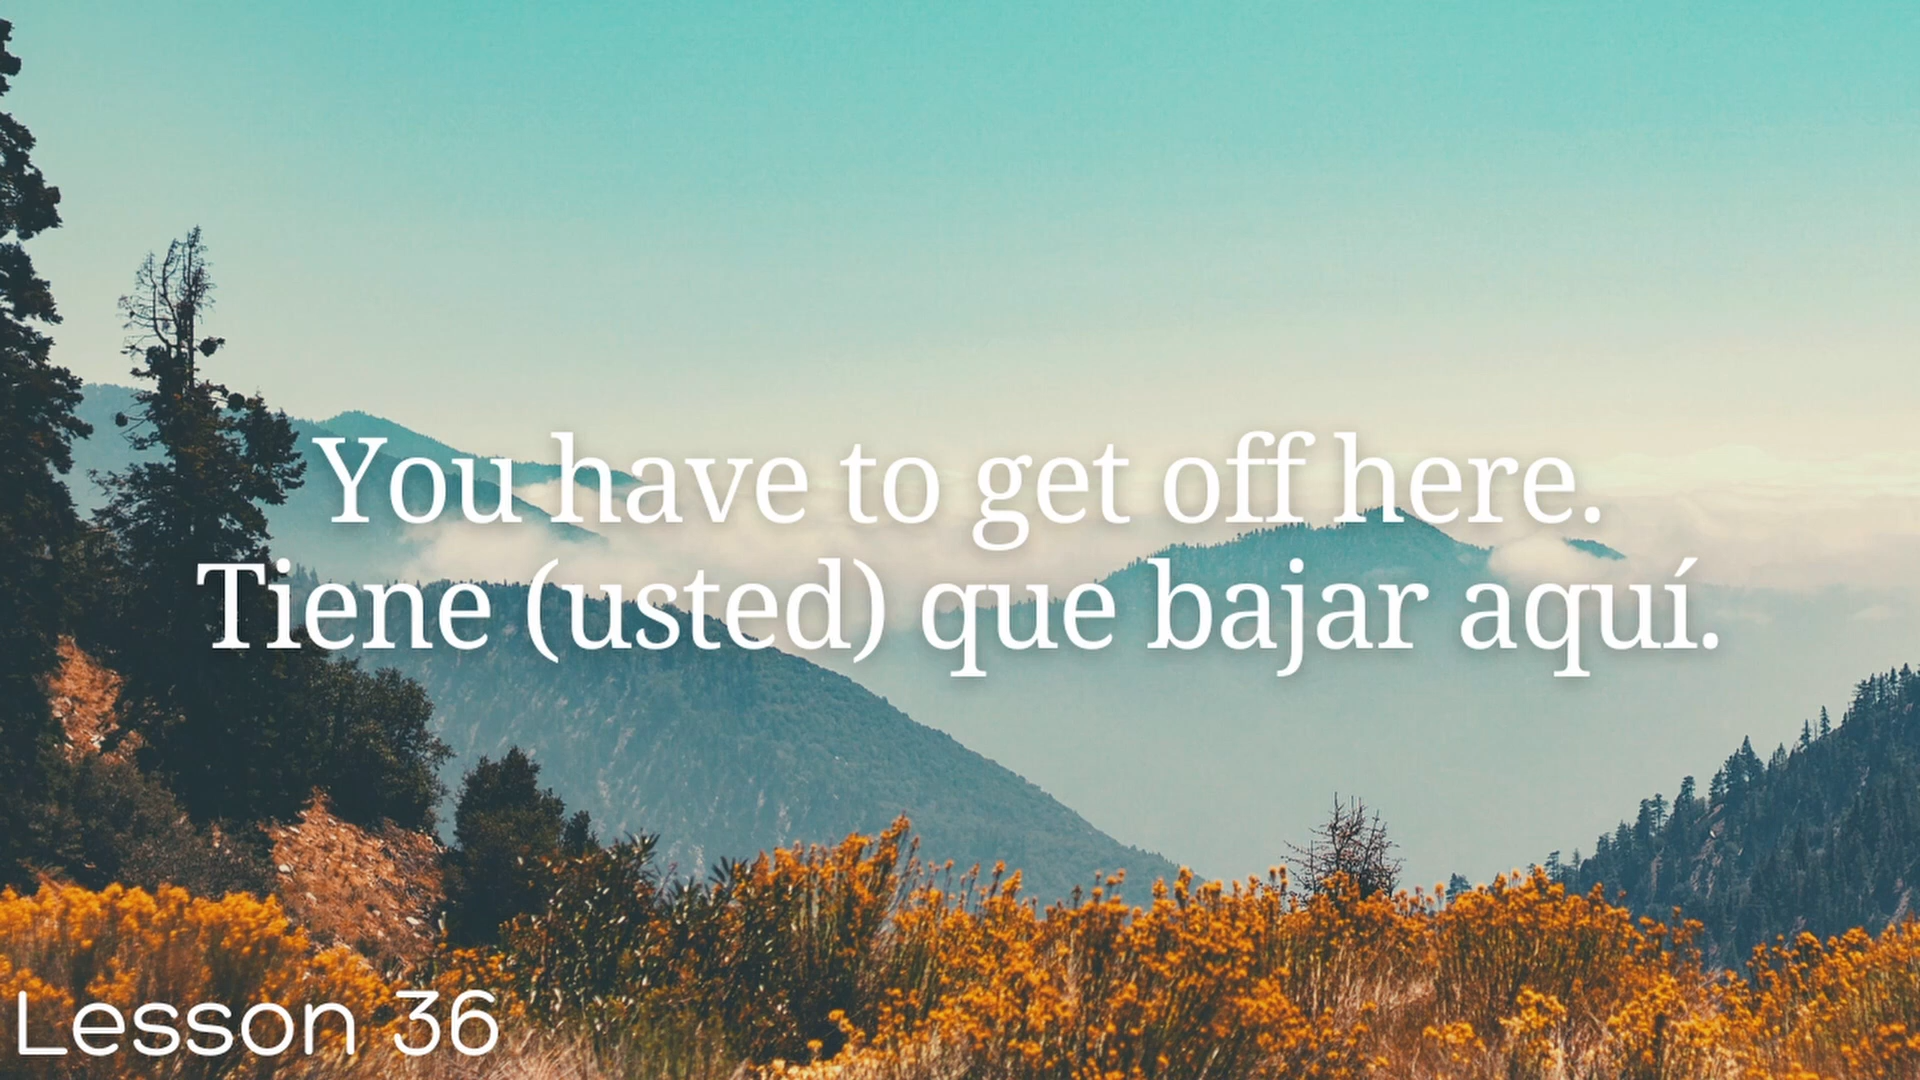 You have to get off here.
Tiene (usted) que bajar aquí.
Lesson 36